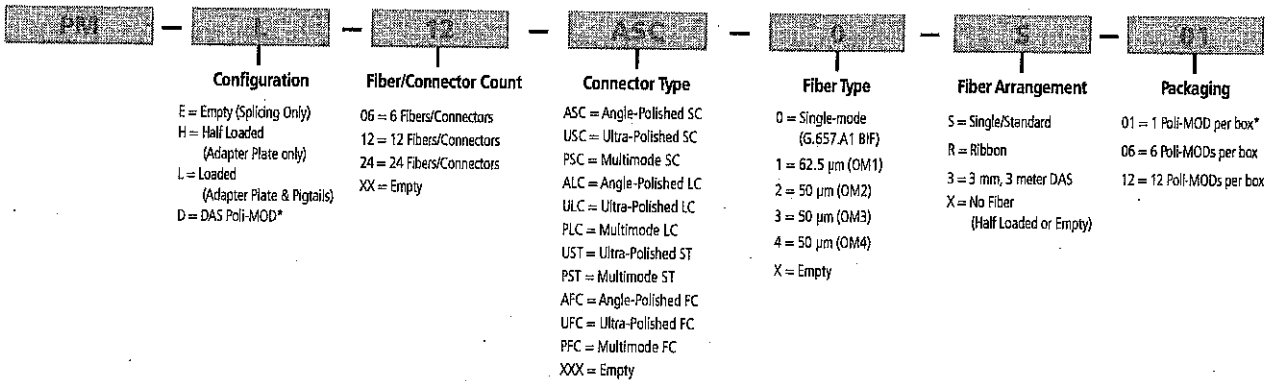 PM – L – 12 – ASC – 0 – S – 01
Configuration
E = Empty (Splicing Only)
H = Half Loaded
(Adapter Plate only)
L = Loaded
(Adapter Plate & Pigtails)
D = DAS Poli-MOD*
Fiber/Connector Count
06 = 6 Fibers/Connectors
12 = 12 Fibers/Connectors
24 = 24 Fibers/Connectors
XX = Empty
Connector Type
ASC = Angle-Polished SC
USC = Ultra-Polished SC
PSC = Multimode SC
ALC = Angle-Polished LC
ULC = Ultra-Polished LC
PLC = Multimode LC
UST = Ultra-Polished ST
PST = Multimode ST
AFC = Angle-Polished FC
UFC = Ultra-Polished FC
PFC = Multimode FC
XXX = Empty
Fiber Type
0 = Single-mode
(G.657.A1 BIF)
1 = 62.5 µm (OM1)
2 = 50 µm (OM2)
3 = 50 µm (OM3)
4 = 50 µm (OM4)
X = Empty
Fiber Arrangement
S = Single/Standard
R = Ribbon
3 = 3 mm, 3 meter DAS
X = No Fiber
(Half Loaded or Empty)
Packaging
01 = 1 Poli-MOD per box*
06 = 6 Poli-MODs per box
12 = 12 Poli-MODs per box